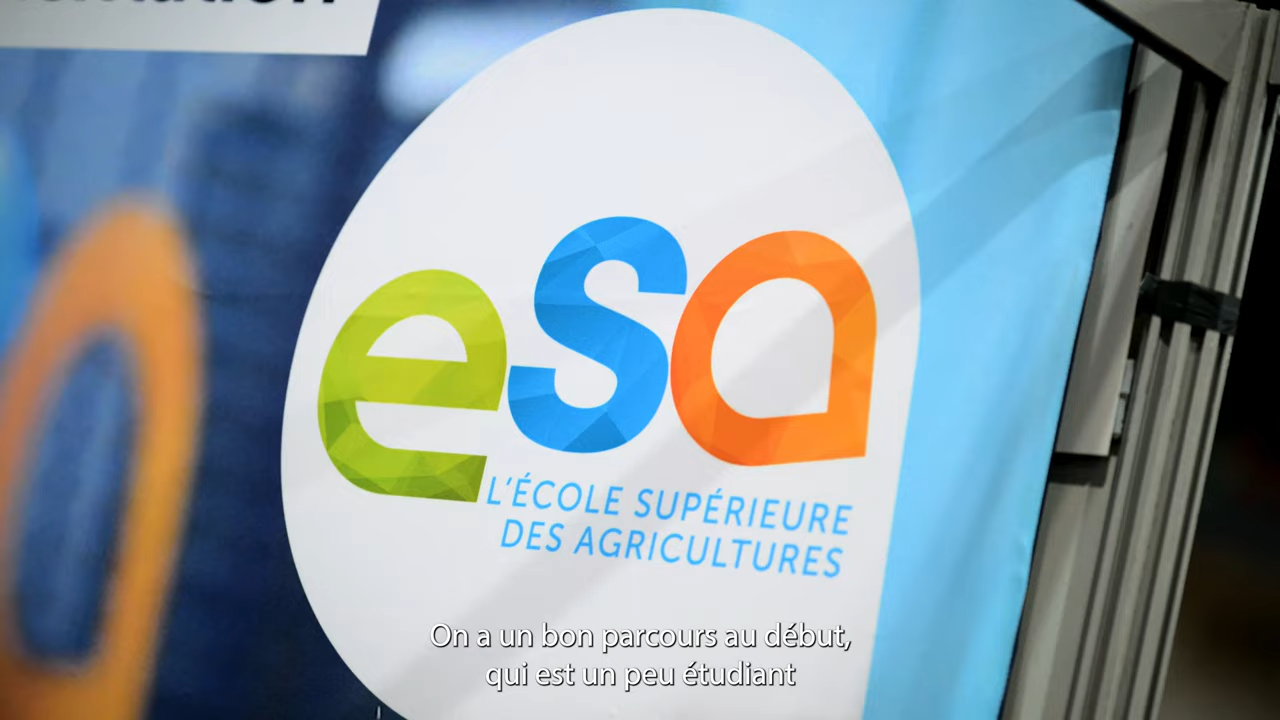 esa
L'ÉCOLE SUPÉRIEURE
DES AGRICULTURES
On a un bon parcours au début,
qui est un peu étudiant